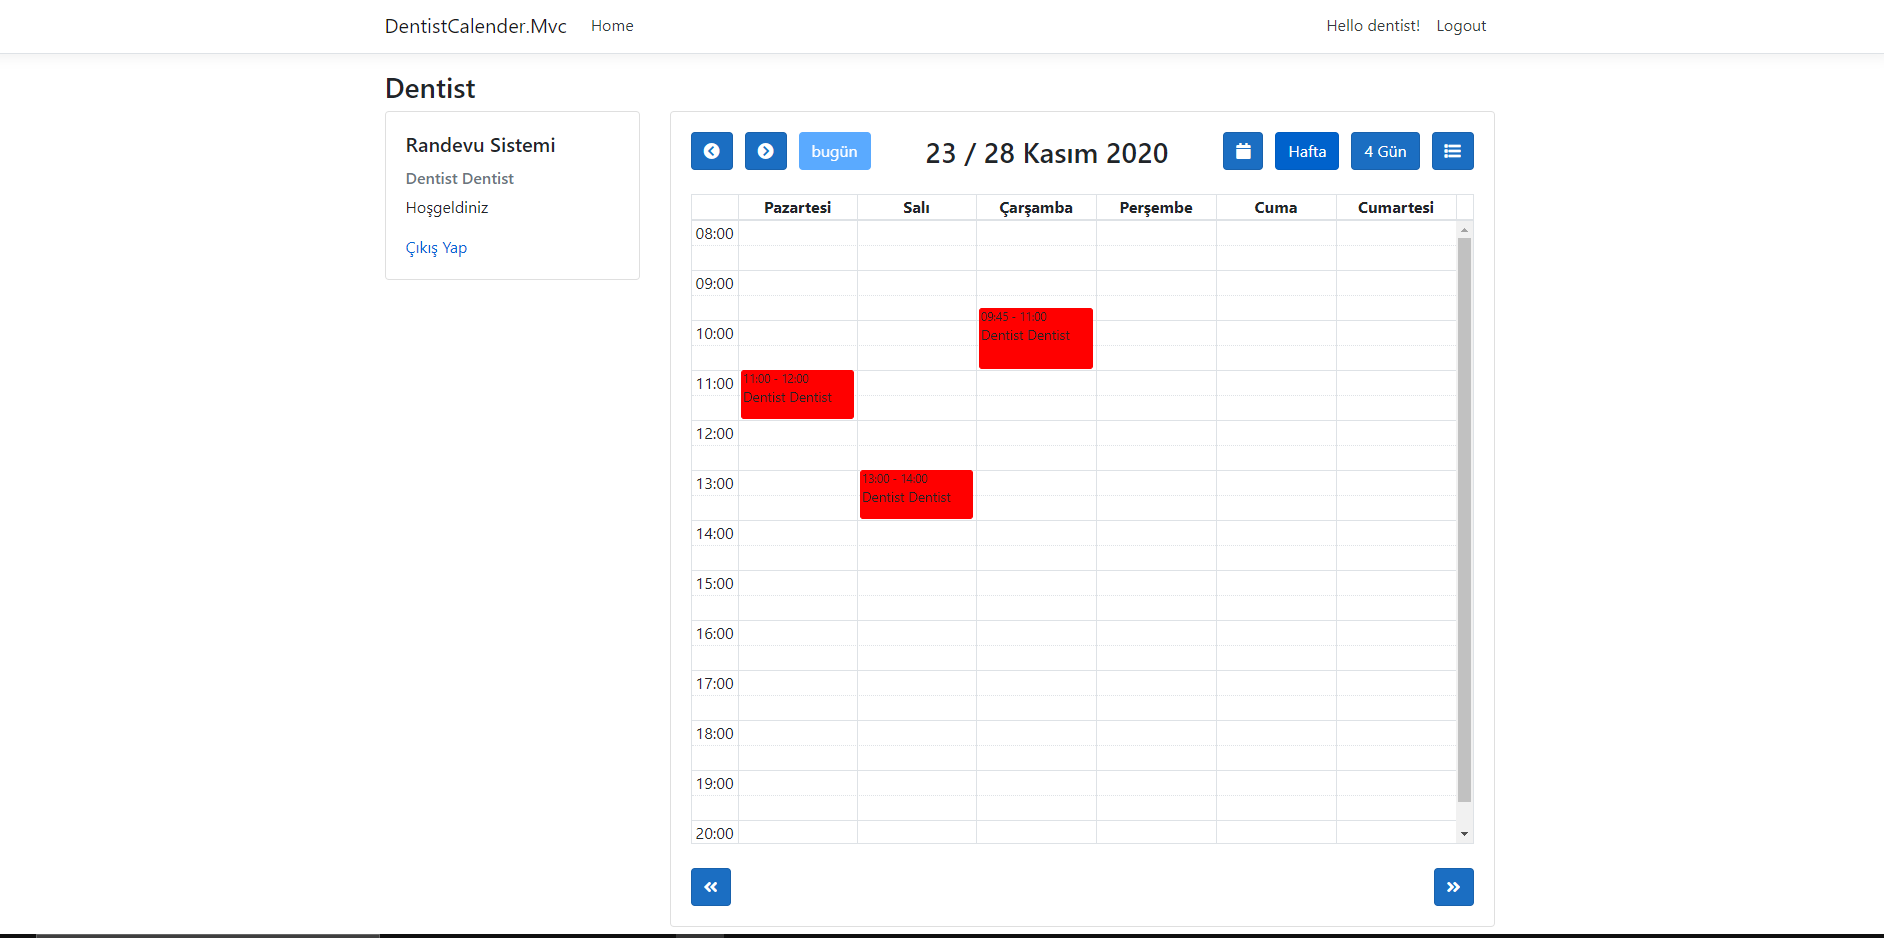 DentistCalender.Mvc Home Hello dentist! Logout
Dentist
Randevu Sistemi
Dentist Dentist
Hoşgeldiniz
Çıkış Yap
bugün 23 / 28 Kasım 2020 Hafta 4 Gün
Pazartesi Salı Çarşamba Perşembe Cuma Cumartesi
08:00
09:00
09:45 - 11:00
Dentist Dentist
10:00
11:00
11:00 - 12:00
Dentist Dentist
12:00
13:00
13:00 - 14:00
Dentist Dentist
14:00
15:00
16:00
17:00
18:00
19:00
20:00